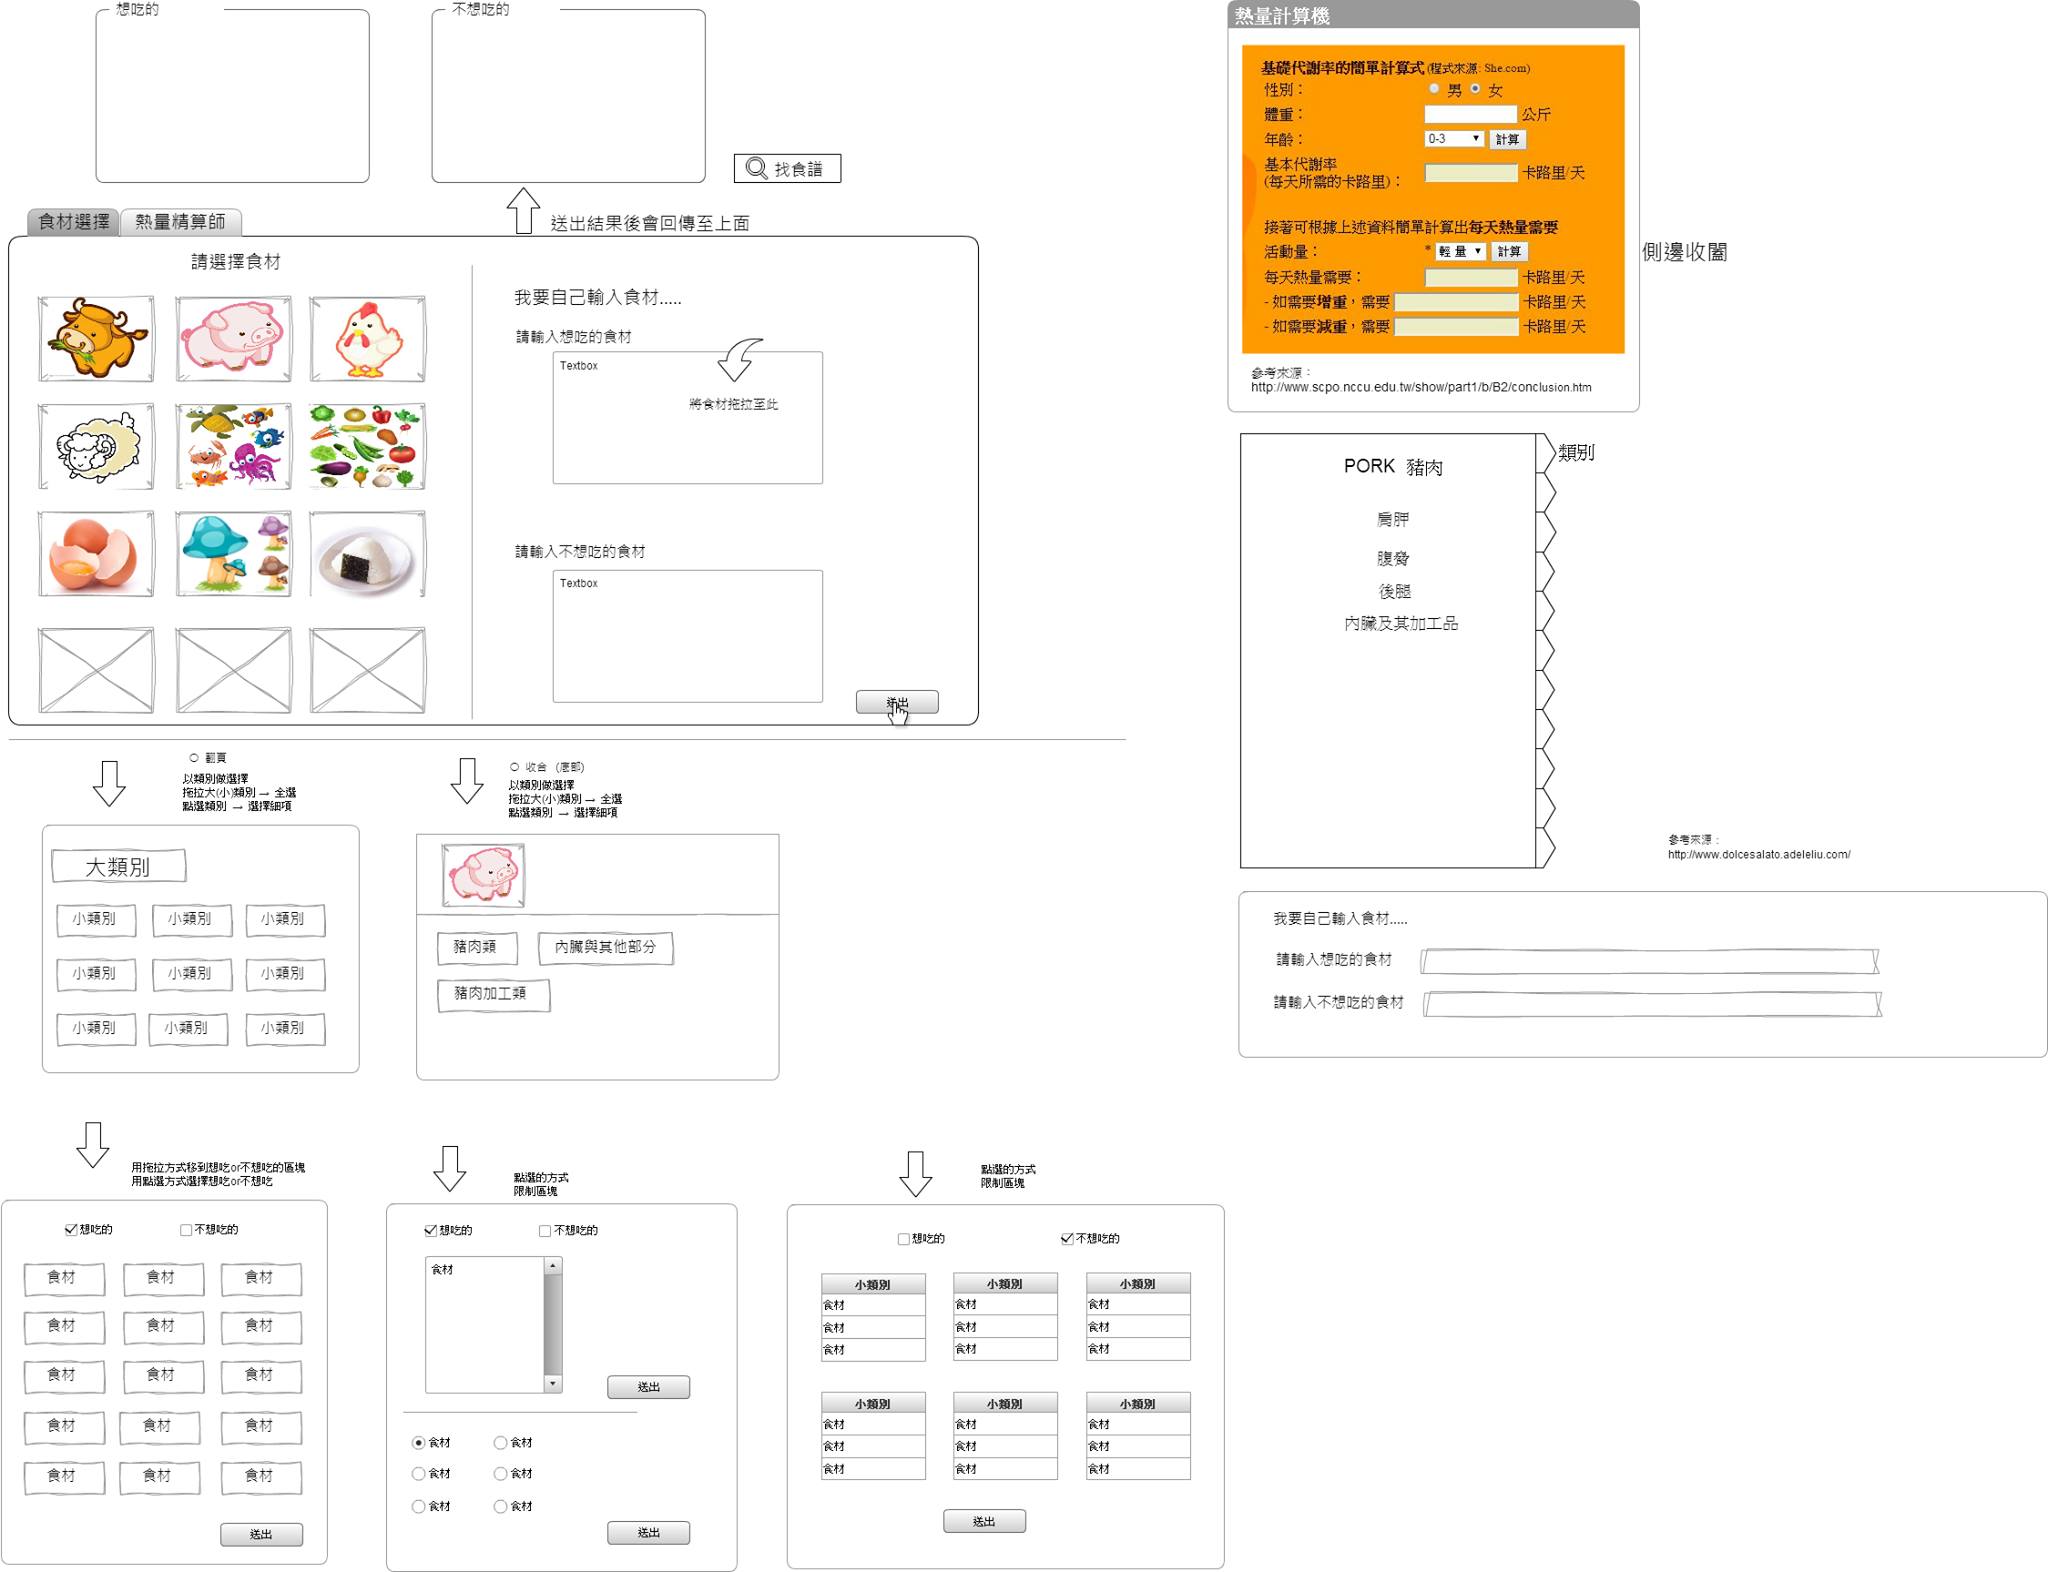 想吃的
不想吃的
找食譜
食材選擇
熱量精算師
送出結果後會回傳至上面
請選擇食材
我要自己輸入食材.....
請輸入想吃的食材
Textbox
將食材拖拉至此
請輸入不想吃的食材
Textbox
送出
熱量計算機
基礎代謝率的簡單計算式 (程式來源: She.com)
性別： 男 女
體重： 公斤
年齡： 0-3 計算
基本代謝率
(每天所需的卡路里)： 卡路里/天
接著可根據上述資料簡單計算出每天熱量需要
活動量： * 輕 量 計算
每天熱量需要： 卡路里/天
- 如需要增重，需要 卡路里/天
- 如需要減重，需要 卡路里/天
參考來源：
http://www.scpo.nccu.edu.tw/show/part1/b/B2/conclusion.htm
側邊收闔
PORK 豬肉
類別
肩胛
腹脅
後腿
內臟及其加工品
參考來源：
http://www.dolcesalato.adeleliu.com/
我要自己輸入食材.....
請輸入想吃的食材
請輸入不想吃的食材
翻頁
以類別做選擇
拖拉大(小)類別 → 全選
點選類別 → 選擇細項
大類別
小類別 小類別 小類別
小類別 小類別 小類別
小類別 小類別 小類別
收合 (底部)
以類別做選擇
拖拉大(小)類別 → 全選
點選類別 → 選擇細項
豬肉類 內臟與其他部分
豬肉加工類
用拖拉方式移到想吃or不想吃的區塊
用點選方式選擇想吃or不想吃
想吃的 不想吃的
食材 食材 食材
食材 食材 食材
食材 食材 食材
食材 食材 食材
食材 食材 食材
送出
點選的方式
限制區塊
想吃的 不想吃的
食材
送出
食材 食材
食材 食材
食材 食材
送出
點選的方式
限制區塊
想吃的 不想吃的
小類別 小類別 小類別
食材 食材 食材
食材 食材 食材
食材 食材 食材
小類別 小類別 小類別
食材 食材 食材
食材 食材 食材
食材 食材 食材
送出